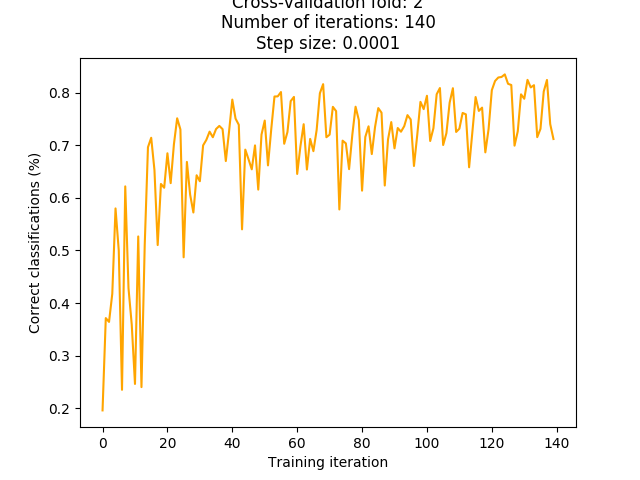 Cross-validation fold: 2
Number of iterations: 140
Step size: 0.0001
Correct classifications (%)
0.8
0.7
0.6
0.5
0.4
0.3
0.2
0 20 40 60 80 100 120 140
Training iteration